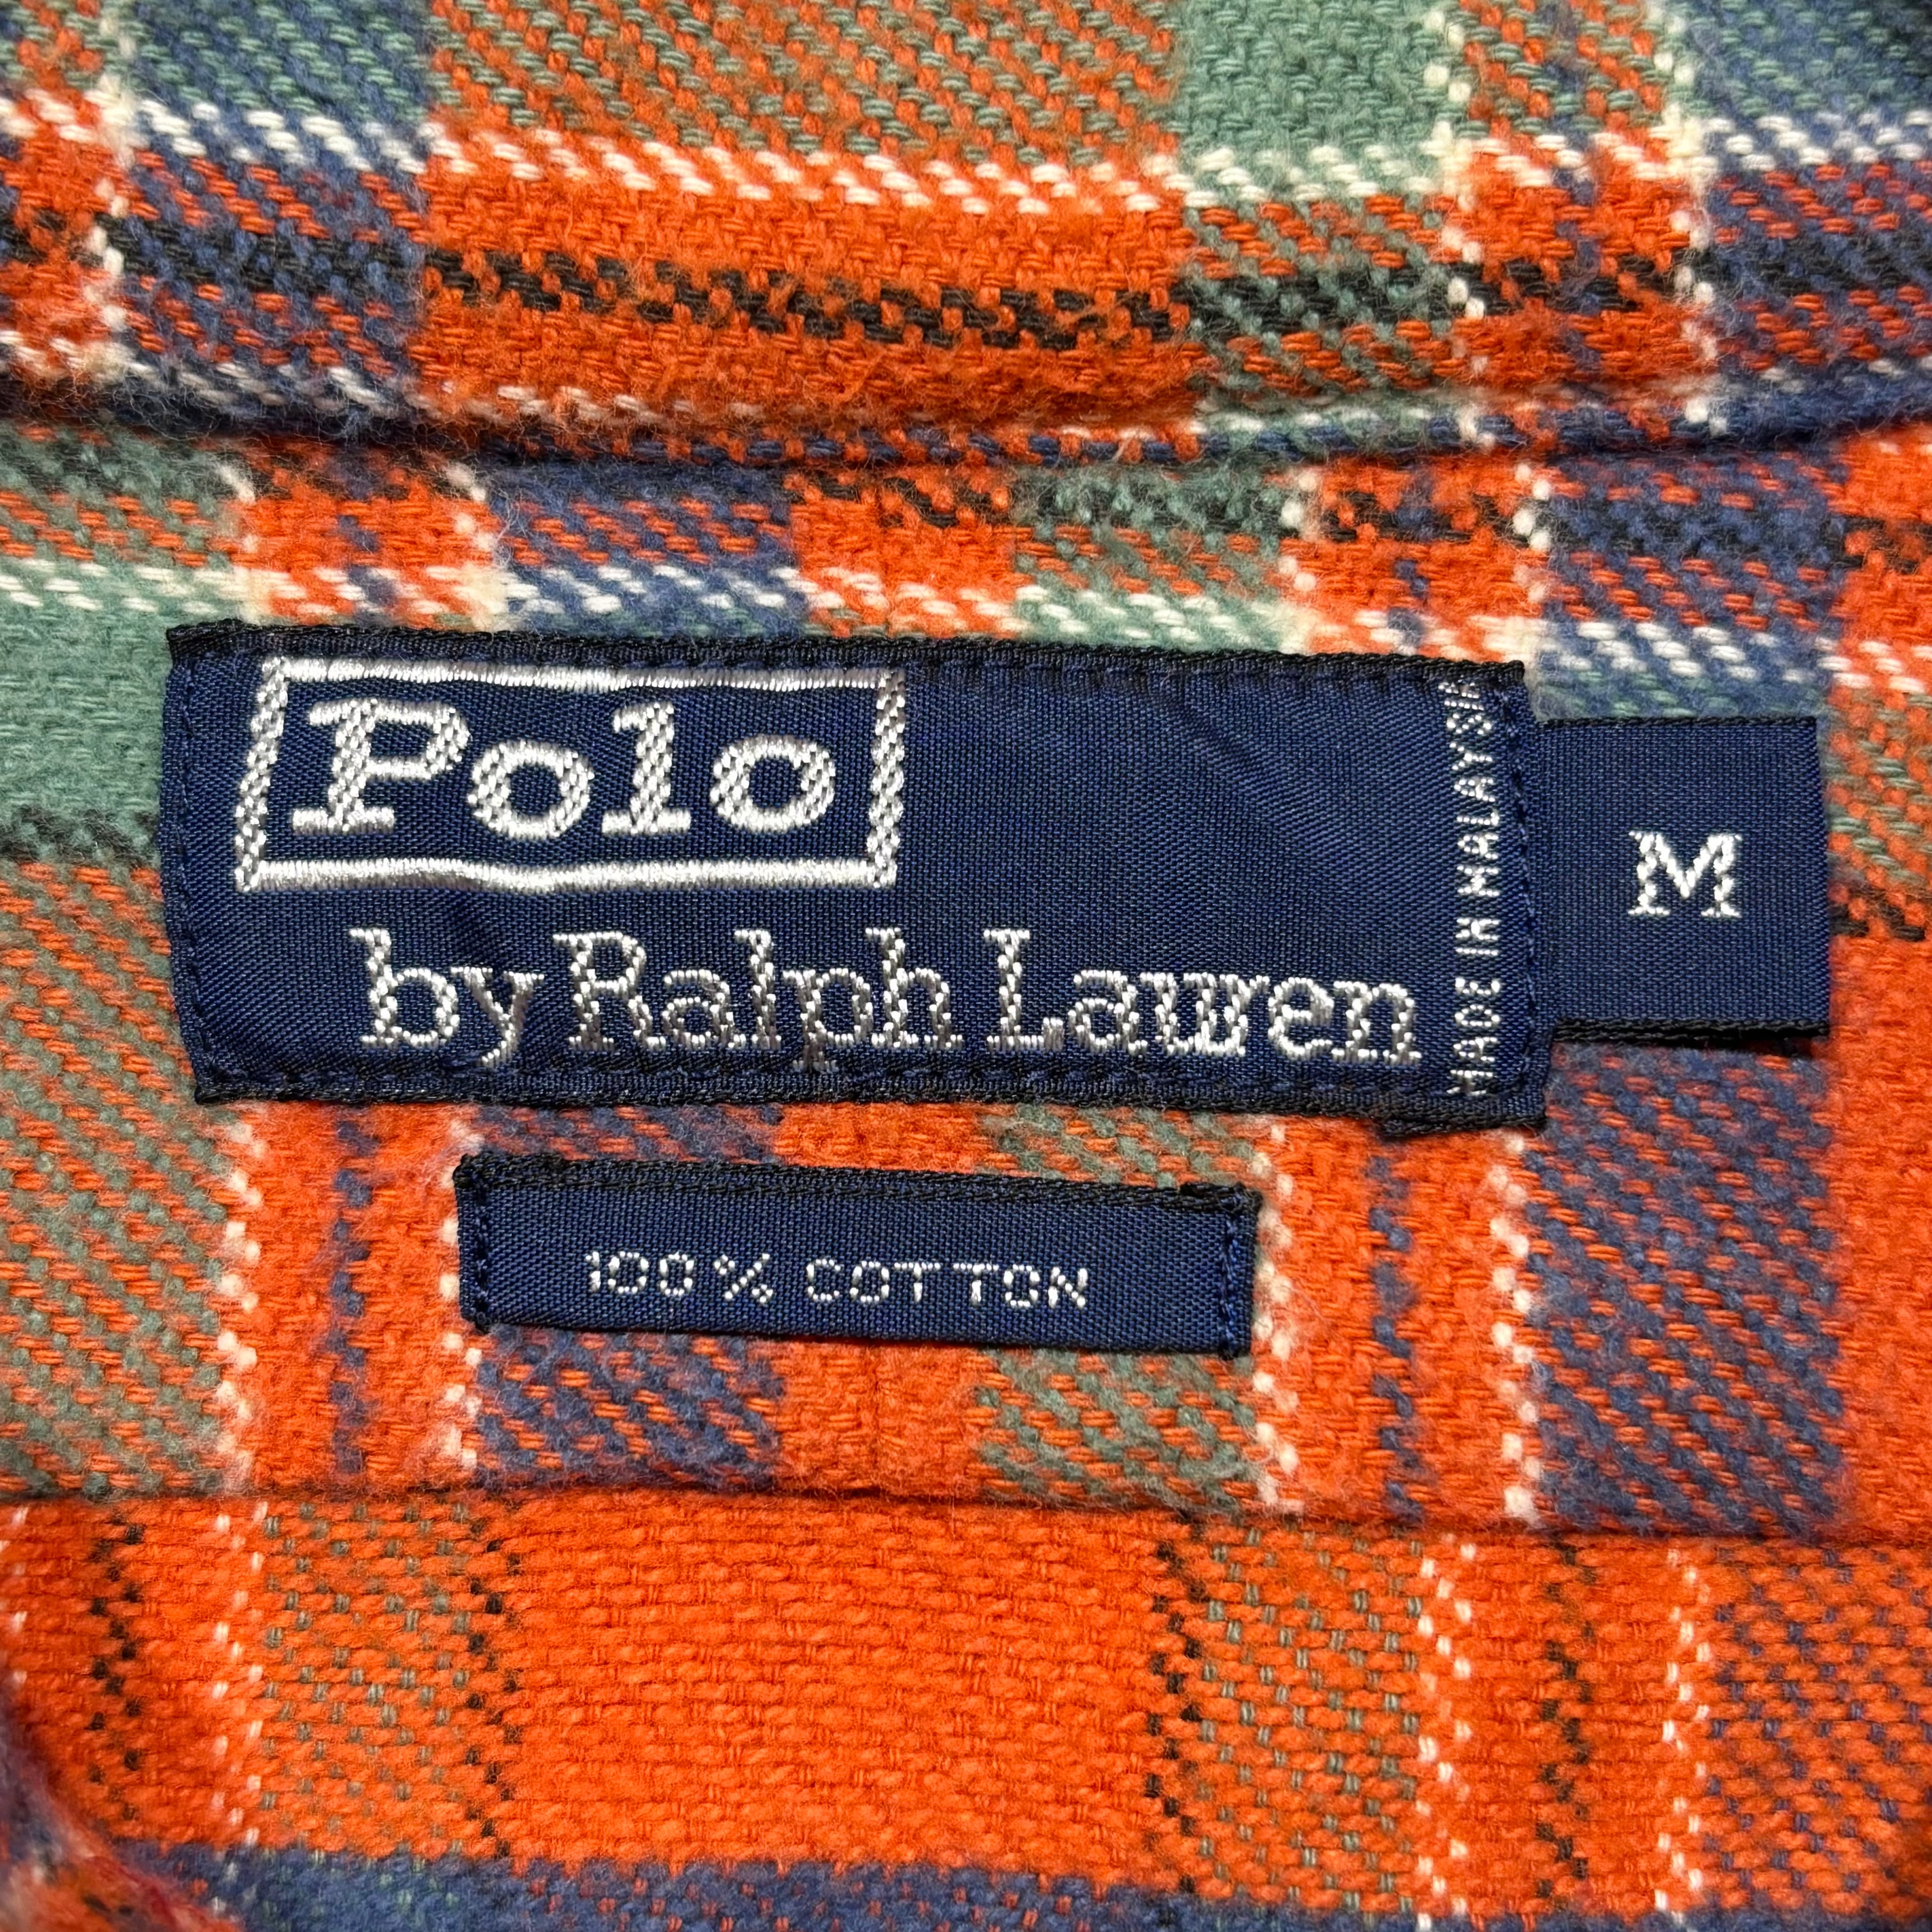 Polo
by Ralph Lauren
MADE IN MALAYSIA
M
100% COTTON